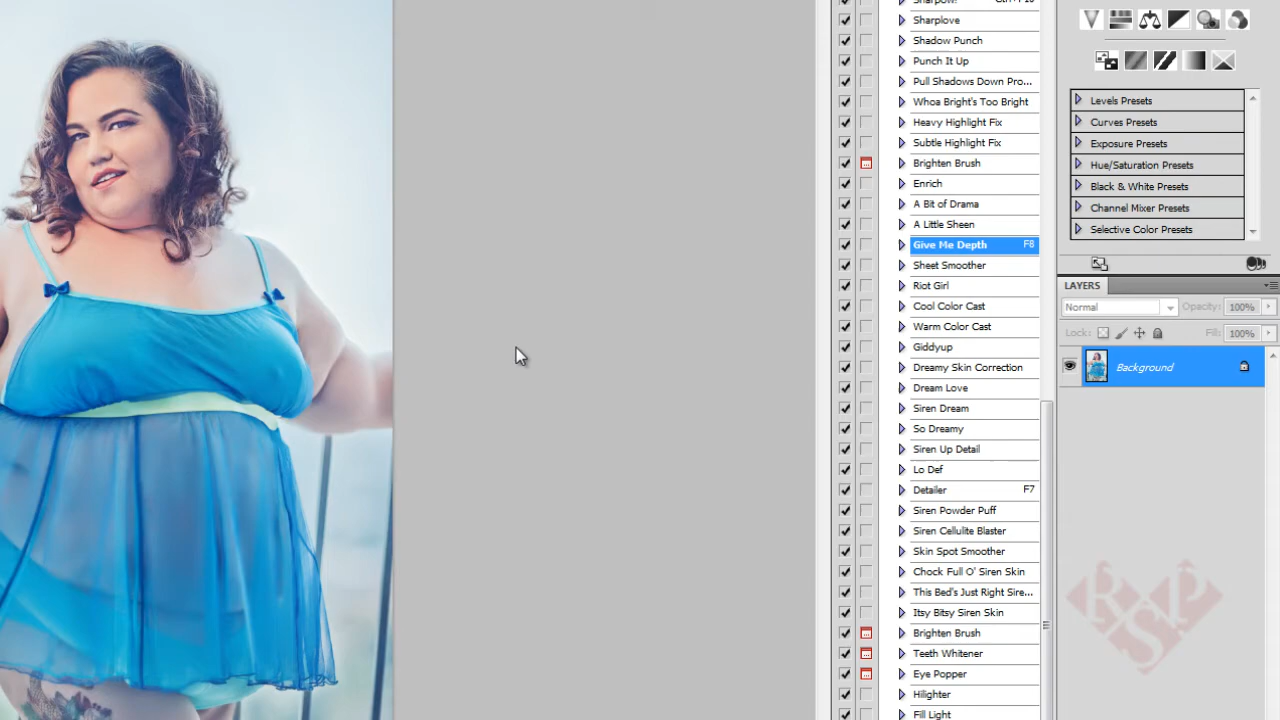 Sharplove
Shadow Punch
Punch It Up
Pull Shadows Down Pro...
Whoa Bright's Too Bright
Heavy Highlight Fix
Subtle Highlight Fix
Brighten Brush
Enrich
A Bit of Drama
A Little Sheen
Give Me Depth F8
Sheet Smoother
Riot Girl
Cool Color Cast
Warm Color Cast
Giddyup
Dreamy Skin Correction
Dream Love
Siren Dream
So Dreamy
Siren Up Detail
Lo Def
Detailer F7
Siren Powder Puff
Siren Cellulite Blaster
Skin Spot Smoother
Chock Full O' Siren Skin
This Bed's Just Right Sire...
Itsy Bitsy Siren Skin
Brighten Brush
Teeth Whitener
Eye Popper
Hilighter
Fill Light
Levels Presets
Curves Presets
Exposure Presets
Hue/Saturation Presets
Black & White Presets
Channel Mixer Presets
Selective Color Presets
LAYERS
Normal Opacity: 100%
Lock: Fill: 100%
Background
R S L